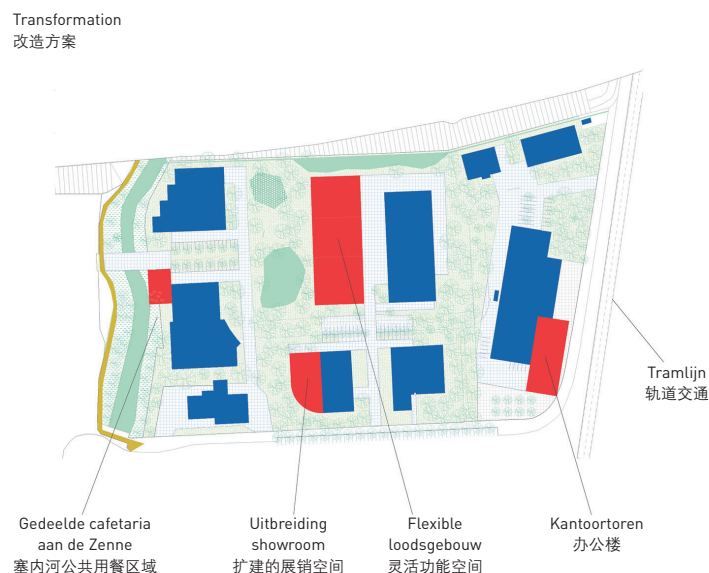 Transformation
改造方案
Tramlijn
轨道交通
Gedeelde cafetaria
aan de Zenne
塞内河公共用餐区域
Uitbreiding
showroom
扩建的展销空间
Flexible
loodsgebouw
灵活功能空间
Kantoortoren
办公楼